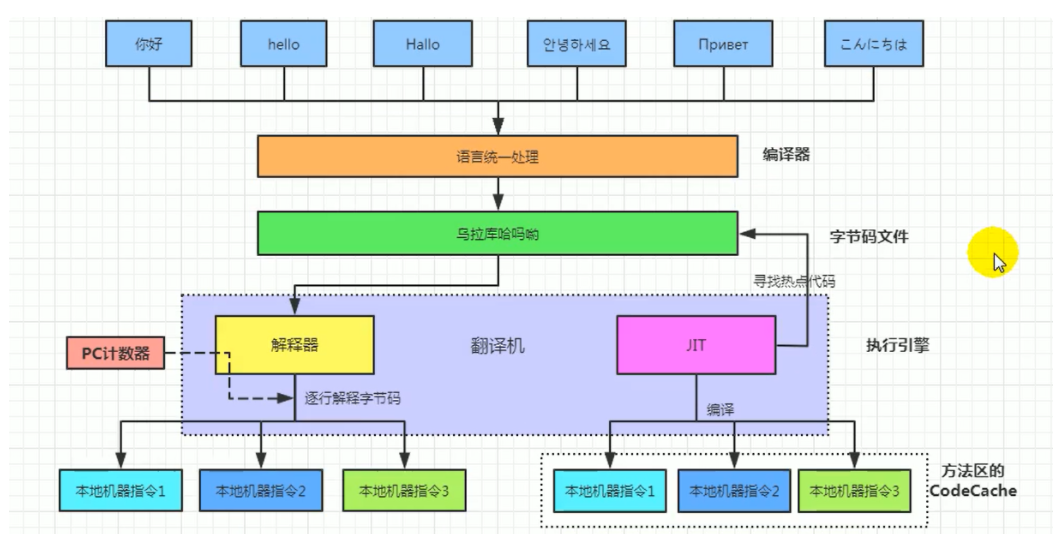 你好
hello
Hallo
안녕하세요
Привет
こんにちは
语言统一处理
编译器
乌拉库哈吗哟
字节码文件
寻找热点代码
PC计数器
解释器
翻译机
JIT
执行引擎
逐行解释字节码
编译
本地机器指令1
本地机器指令2
本地机器指令3
本地机器指令1
本地机器指令2
本地机器指令3
方法区的
CodeCache